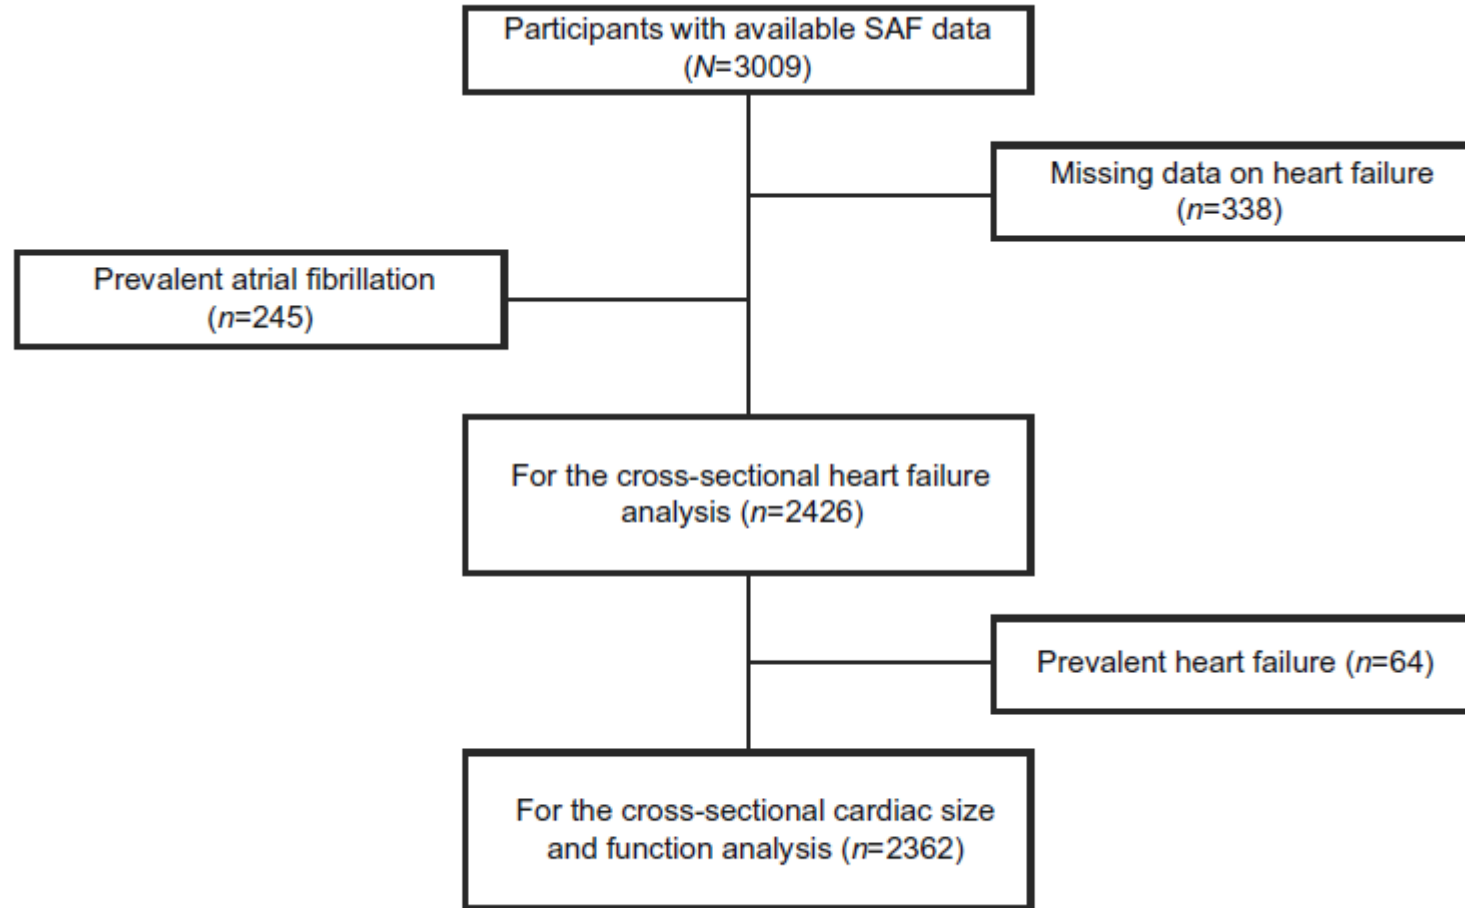 Participants with available SAF data
(N=3009)
Missing data on heart failure
(n=338)
Prevalent atrial fibrillation
(n=245)
For the cross-sectional heart failure
analysis (n=2426)
Prevalent heart failure (n=64)
For the cross-sectional cardiac size
and function analysis (n=2362)